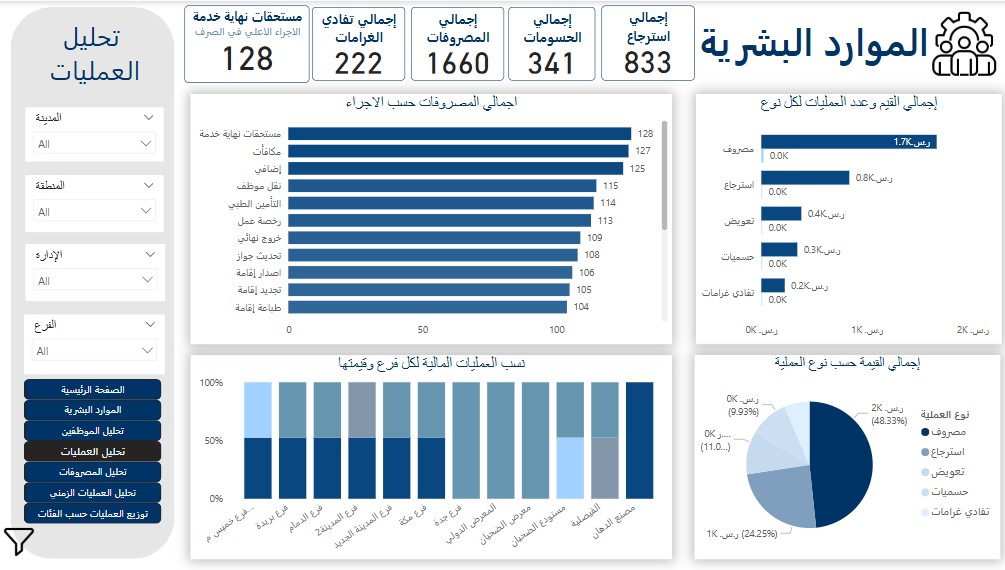 الموارد البشرية
إجمالي استرجاع
833
إجمالي الحسومات
341
إجمالي المصروفات
1660
إجمالي تفادي الغرامات
222
مستحقات نهاية خدمة
الاجراء الاعلي في الصرف
128
تحليل
العمليات
المدينة
All
المنطقة
All
الإدارة
All
الفرع
All
الصفحة الرئيسية
الموارد البشرية
تحليل الموظفين
تحليل العمليات
تحليل المصروفات
تحليل العمليات الزمني
توزيع العمليات حسب الفئات
إجمالي القيم وعدد العمليات لكل نوع
مصروف
ر.س.1.7K
0.0K
استرجاع
ر.س.0.8K
0.0K
تعويض
ر.س.0.4K
0.0K
حسميات
ر.س.0.3K
0.0K
تفادي غرامات
ر.س.0.2K
0.0K
ر.س. 0K
ر.س. 1K
ر.س. 2K
اجمالي المصروفات حسب الاجراء
مستحقات نهاية خدمة 128
مكافآت 127
إضافي 125
نقل موظف 115
التأمين الطبي 114
رخصة عمل 113
خروج نهائي 109
تحديث جواز 108
اصدار إقامة 106
تجديد إقامة 105
طباعة إقامة 104
0 50 100
إجمالي القيمة حسب نوع العملية
نوع العملية
مصروف
استرجاع
تعويض
حسميات
تفادي غرامات
ر.س. 2K
(48.33%)
ر.س. 1K (24.25%)
ر... 0K
(11.0...)
ر.س. 0K
(9.93%)
نسب العمليات المالية لكل فرع وقيمتها
100%
50%
0%
فرع خميس م...
فرع بريدة
فرع الدمام
فرع المدينة2
فرع المدينة الجديد
فرع مكة
فرع جدة
المعرض الدولي
معرض الضحيان
مستودع الضحيان
الفيصلية
مصنع الدهان